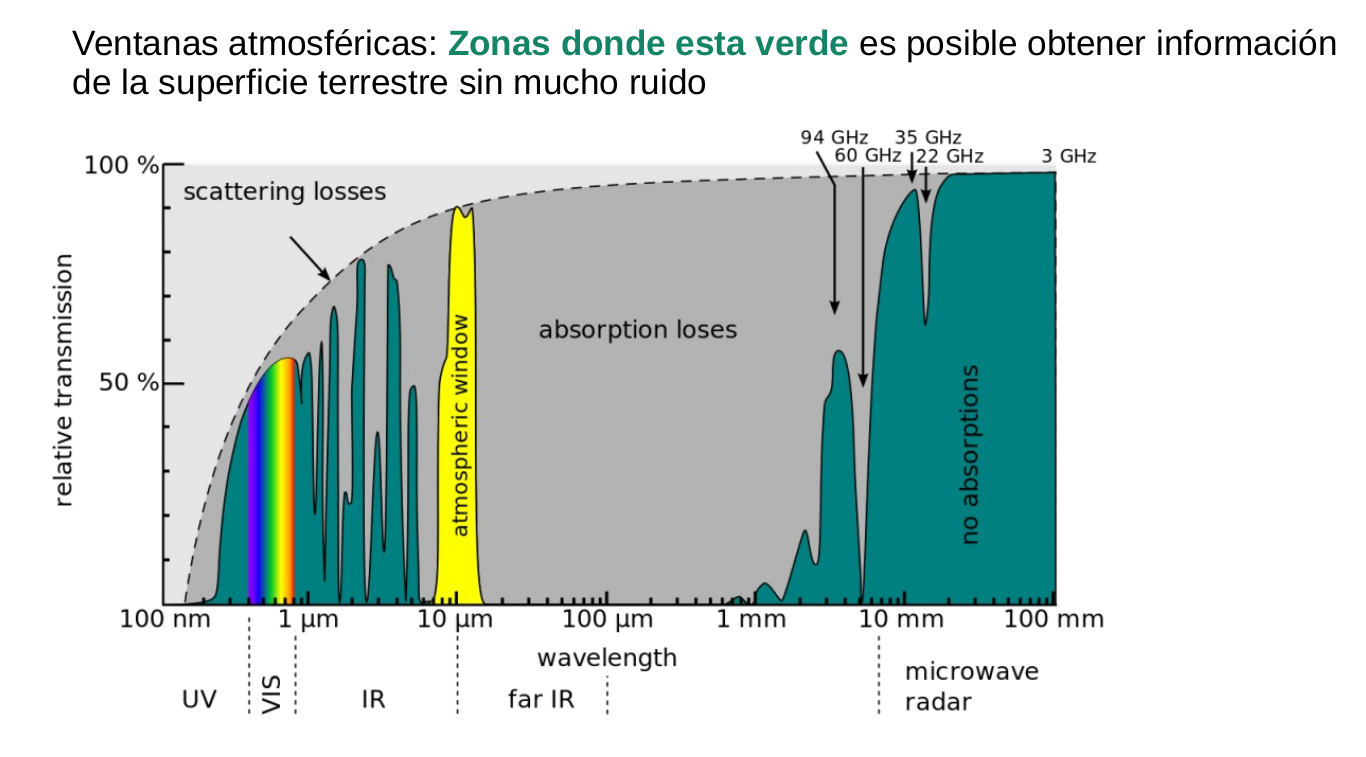 Ventanas atmosféricas: Zonas donde esta verde es posible obtener información
de la superficie terrestre sin mucho ruido
94 GHz
35 GHz
60 GHz
22 GHz
3 GHz
100 %
scattering losses
relative transmission
absorption loses
atmospheric window
50 %
no absorptions
100 nm
1 µm
10 µm
100 µm
1 mm
10 mm
100 mm
wavelength
UV
VIS
IR
far IR
microwave
radar